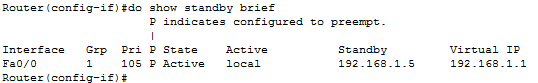 Router(config-if)#do show standby brief
                     P indicates configured to preempt.
                     |
Interface   Grp  Pri P State   Active          Standby         Virtual IP
Fa0/0       1    105 P Active  local           192.168.1.5     192.168.1.1
Router(config-if)#